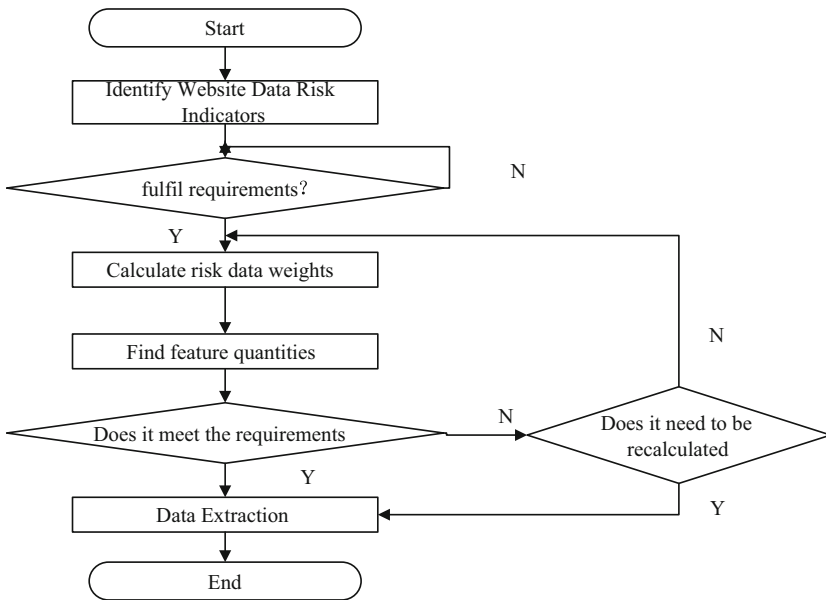 Start
Identify Website Data Risk
Indicators
fulfil requirements？
N
Y
Calculate risk data weights
N
Find feature quantities
Does it meet the requirements
N
Does it need to be
recalculated
Y
Y
Data Extraction
End